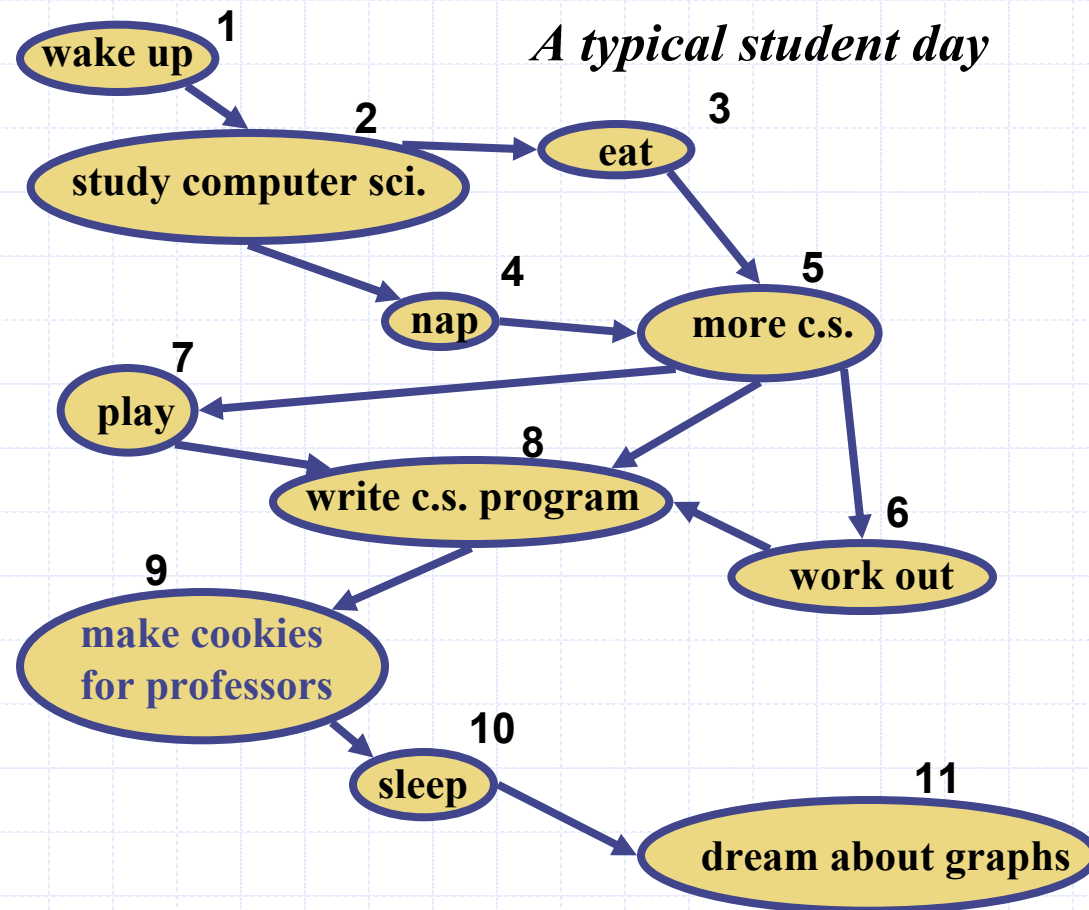 A typical student day
1
wake up
2
study computer sci.
3
eat
4
nap
5
more c.s.
7
play
8
write c.s. program
6
work out
9
make cookies
for professors
10
sleep
11
dream about graphs